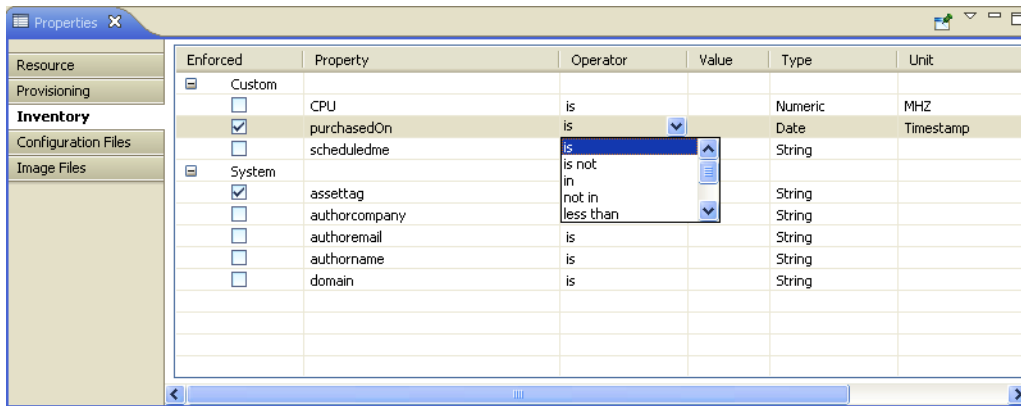 Properties
Resource
Provisioning
Inventory
Configuration Files
Image Files
Enforced Property Operator Value Type Unit
Custom
CPU is Numeric MHZ
purchasedOn is Date Timestamp
scheduledme is String
is not
in
System
assettag not in String
authorcompany less than String
authoremail is String
authorname is String
domain is String